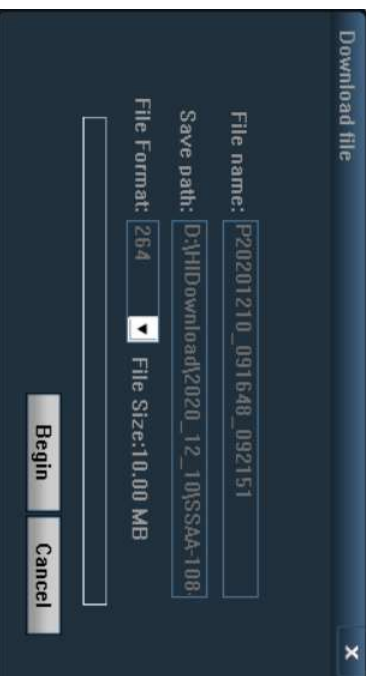 Download file
X
File name: P20201210_091648_092151
Save path: D:\HIDownload\2020_12_10\SSAA-108
File Format: 264 File Size:10.00 MB
Begin Cancel